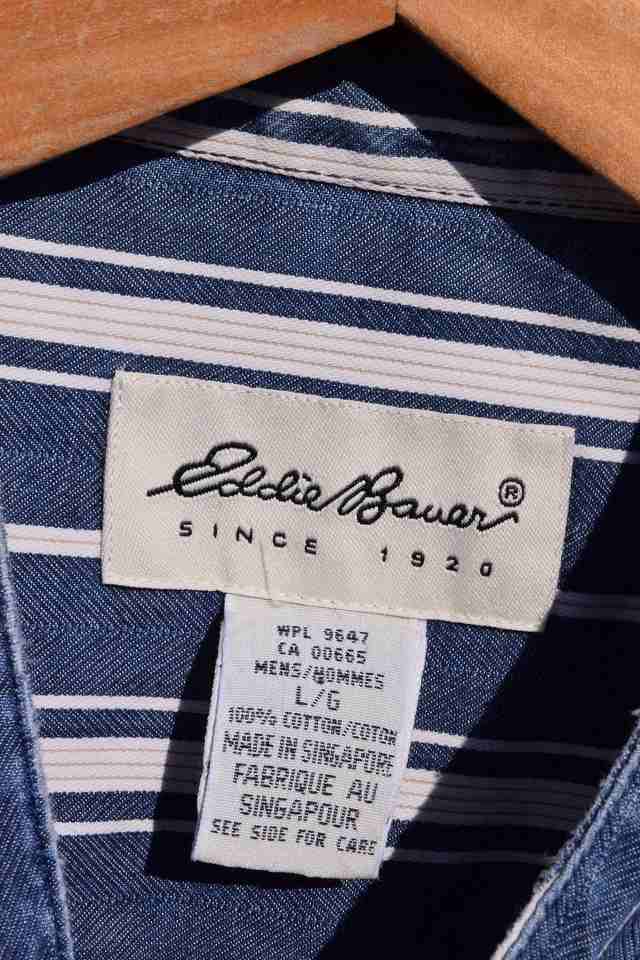 Eddie Bauer®
SINCE 1920
WPL 9647
CA 00665
MENS/HOMMES
L/G
100% COTTON/COTON
MADE IN SINGAPORE
FABRIQUE AU
SINGAPOUR
SEE SIDE FOR CARE